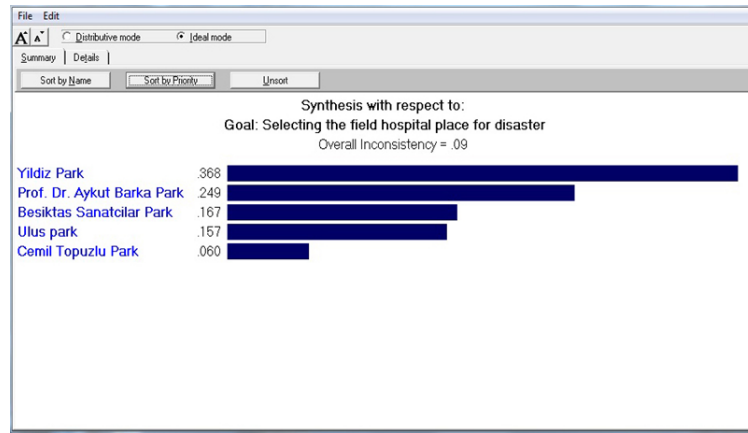 File Edit
A A Distributive mode Ideal mode
Summary Details
Sort by Name Sort by Priority Unsort
Synthesis with respect to:
Goal: Selecting the field hospital place for disaster
Overall Inconsistency = .09
Yildiz Park .368
Prof. Dr. Aykut Barka Park .249
Besiktas Sanatcilar Park .167
Ulus park .157
Cemil Topuzlu Park .060